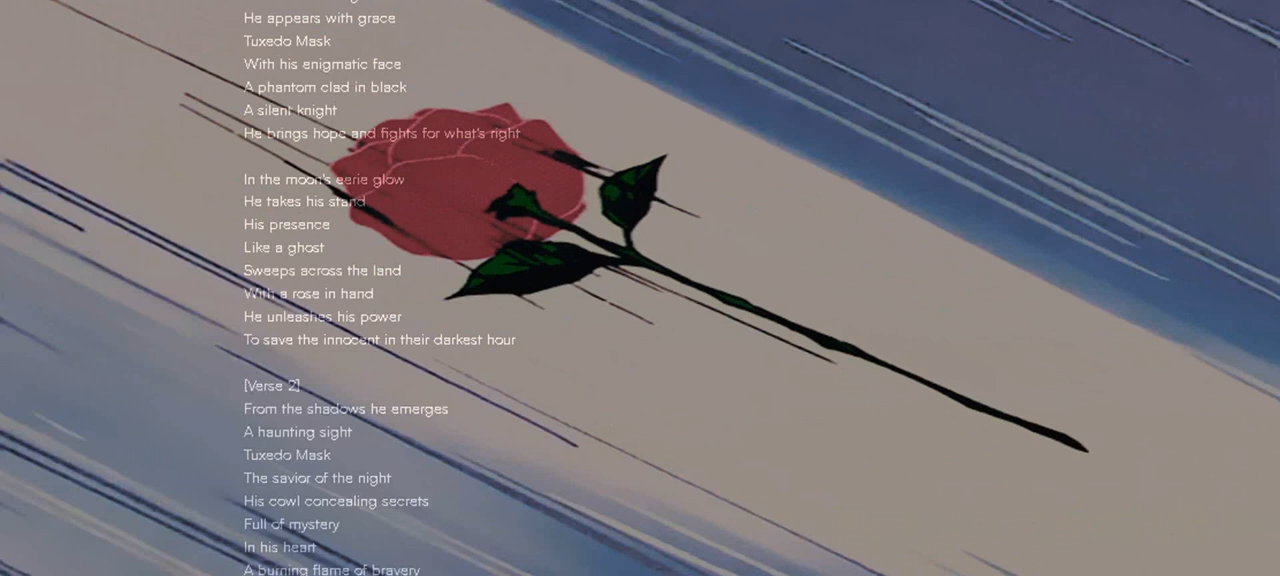 He appears with grace
Tuxedo Mask
With his enigmatic face
A phantom clad in black
A silent knight
He brings hope and fights for what's right
In the moon's eerie glow
He takes his stand
His presence
Like a ghost
Sweeps across the land
With a rose in hand
He unleashes his power
To save the innocent in their darkest hour
[Verse 2]
From the shadows he emerges
A haunting sight
Tuxedo Mask
The savior of the night
His cowl concealing secrets
Full of mystery
In his heart
A burning flame of bravery